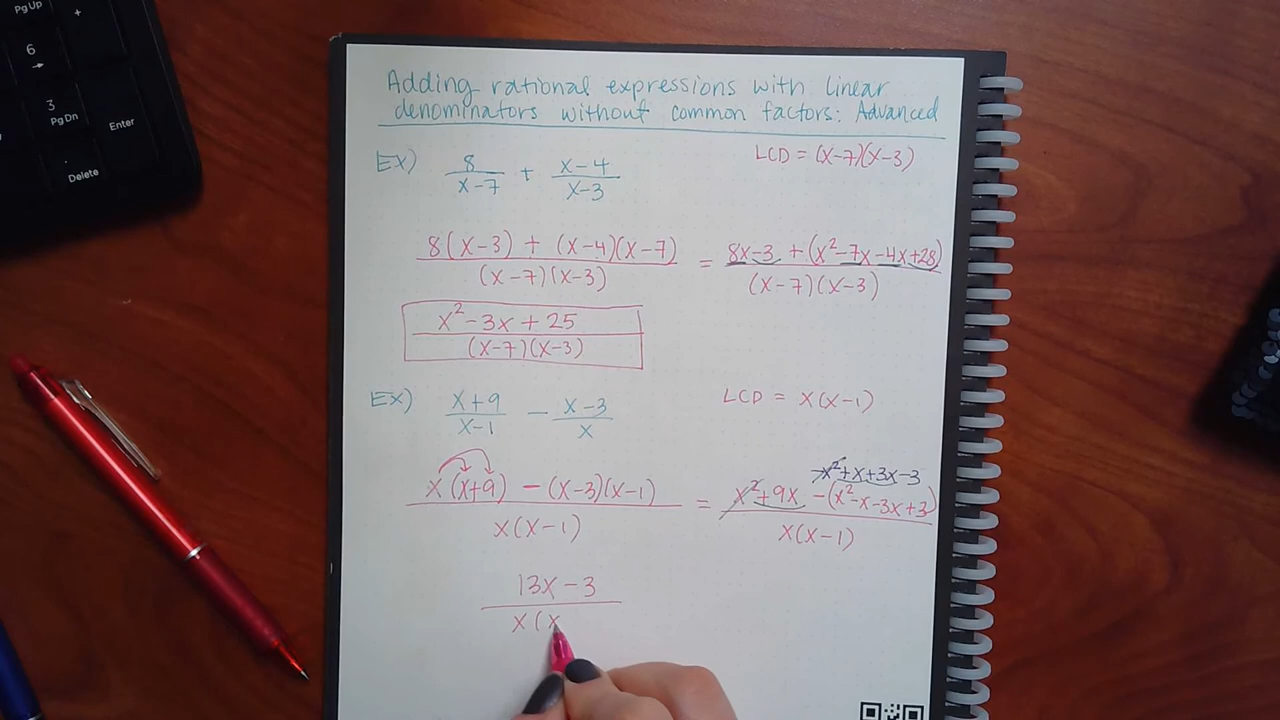 PgUp
+
6
→
3
PgDn
Enter
.
Delete
Adding rational expressions with linear
denominators without common factors: Advanced
EX) 8/(x-7) + (x-4)/(x-3) LCD = (x-7)(x-3)
(8(x-3) + (x-4)(x-7))/((x-7)(x-3)) = (8x-3 + (x²-7x-4x+28))/((x-7)(x-3))
(x²-3x+25)/((x-7)(x-3))
EX) (x+9)/(x-1) - (x-3)/x LCD = x(x-1)
-x²+x+3x-3
(x(x+9) - (x-3)(x-1))/(x(x-1)) = (x²+9x-(x²-x-3x+3))/(x(x-1))
13x-3
x(x